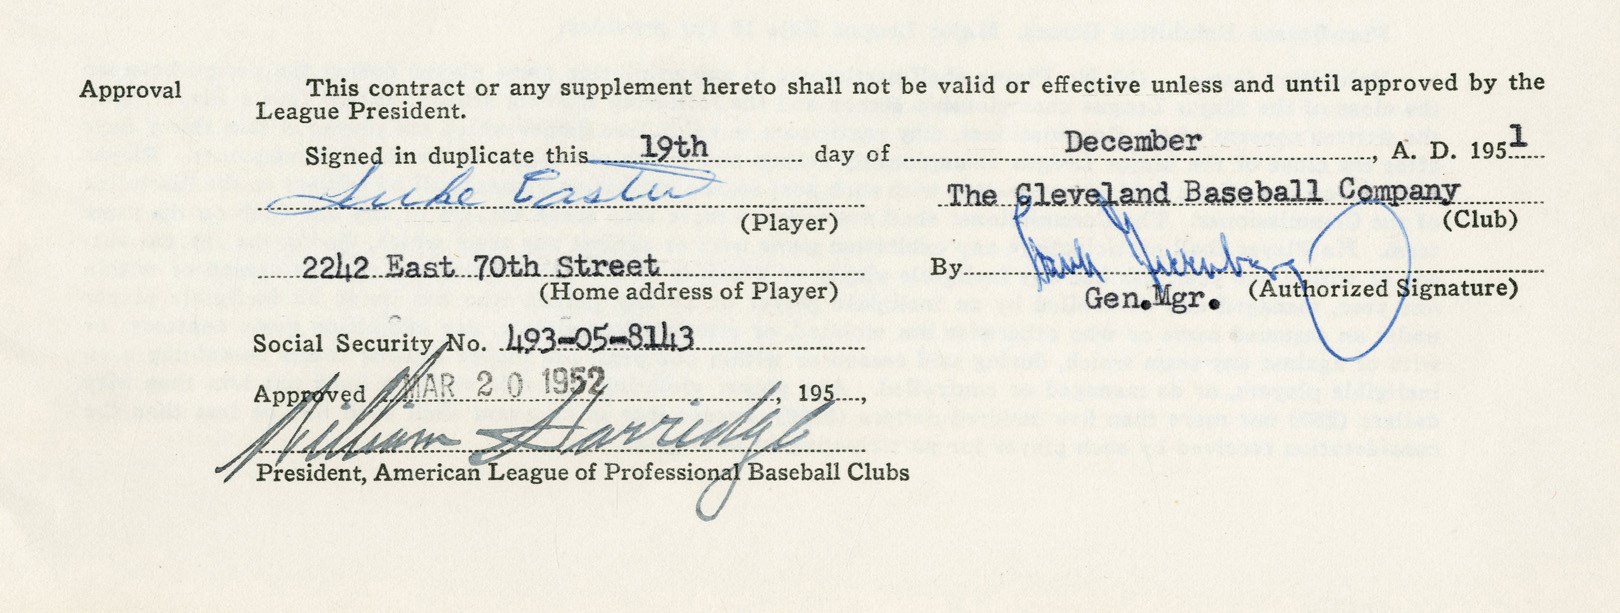 Approval This contract or any supplement hereto shall not be valid or effective unless and until approved by the
League President.
Signed in duplicate this 19th day of December, A. D. 1951
Luke Easter The Cleveland Baseball Company
(Player) (Club)
2242 East 70th Street By Hank Greenberg
(Home address of Player) Gen.Mgr. (Authorized Signature)
Social Security No. 493-05-8143
Approved MAR 20 1952, 195....,
William Harridge
President, American League of Professional Baseball Clubs